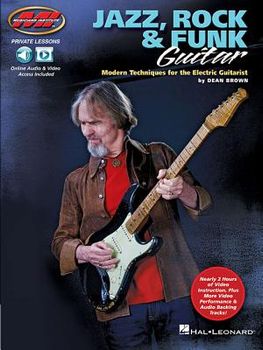 JAZZ, ROCK
& FUNK
Guitar
Modern Techniques for the Electric Guitarist
by DEAN BROWN
MI
PRIVATE LESSONS
Online Audio & Video
Access Included
Nearly 2 Hours of
Video
Instruction, Plus
More Video
Performance &
Audio Backing
Tracks!
HAL•LEONARD®